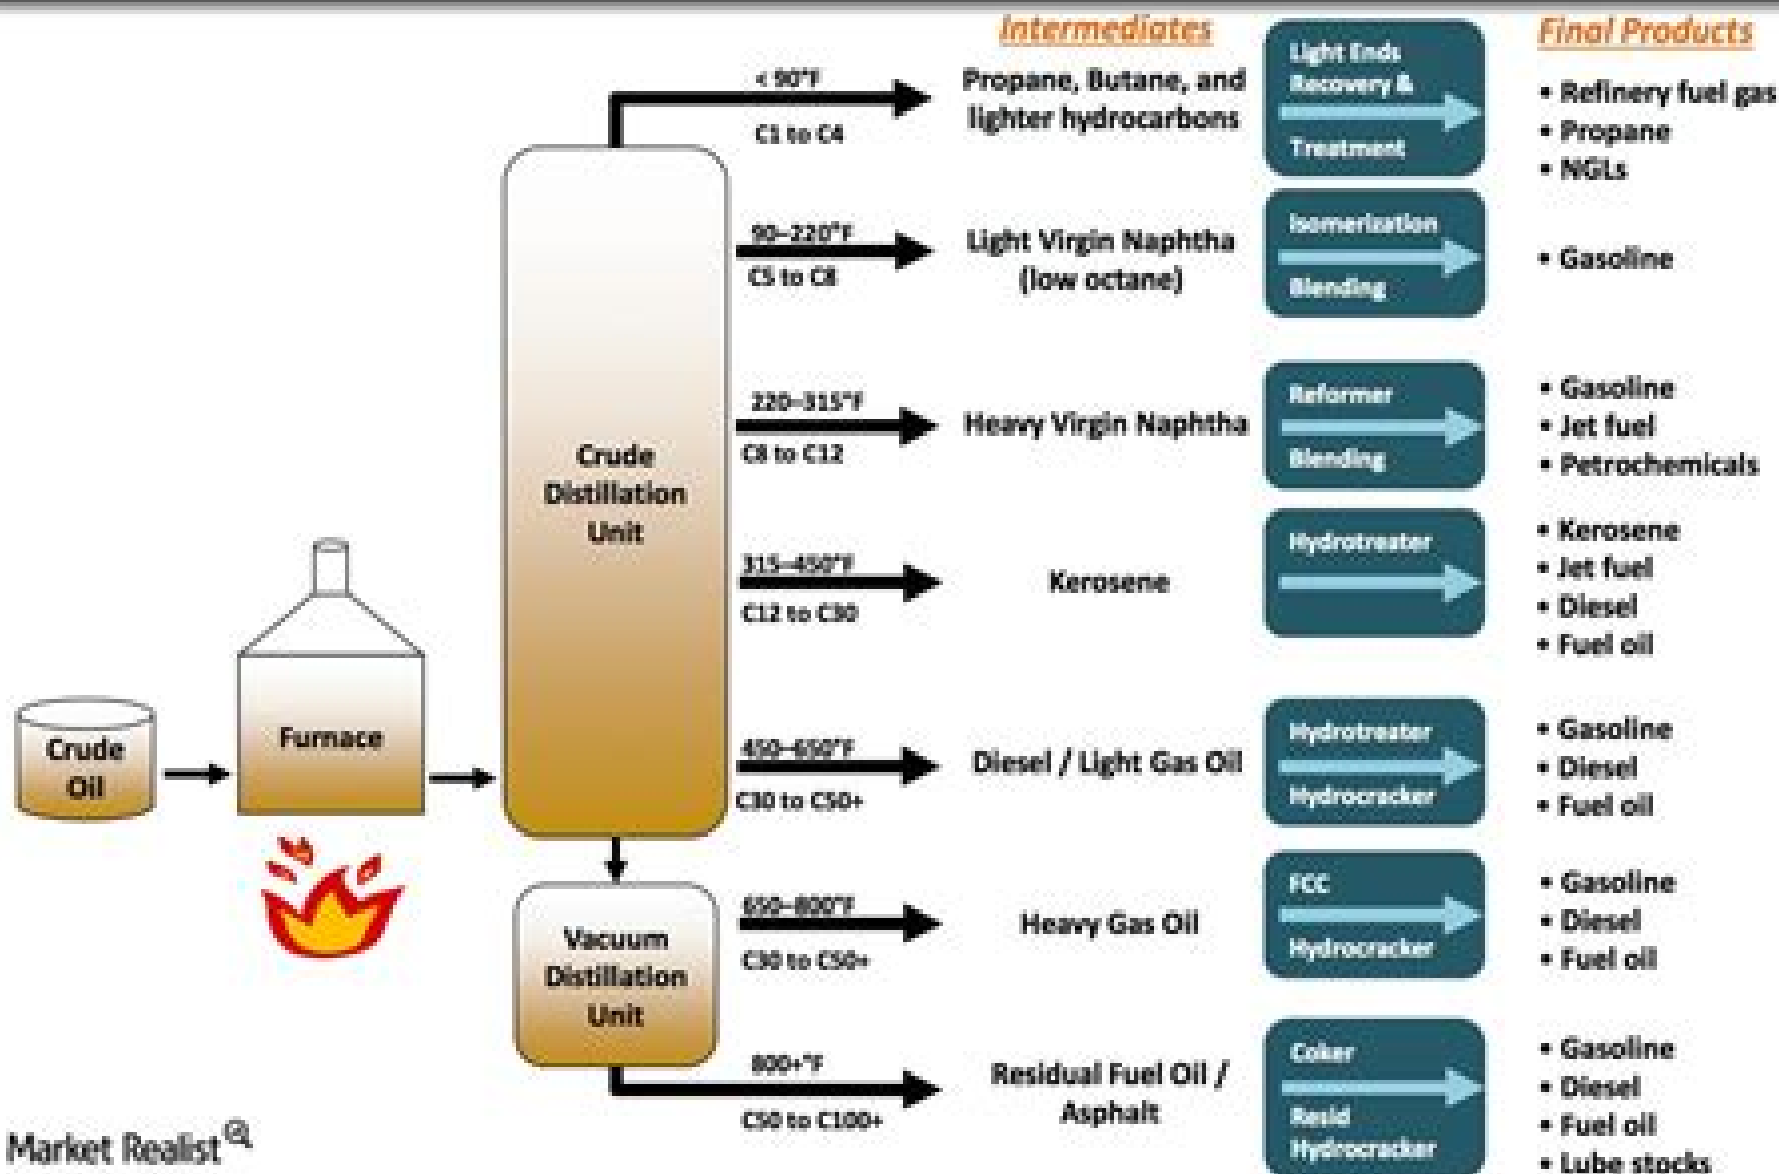 Intermediates
Final Products
< 90°F
C1 to C4
Propane, Butane, and
lighter hydrocarbons
Light Ends
Recovery &
Treatment
• Refinery fuel gas
• Propane
• NGLs
90–220°F
C5 to C8
Light Virgin Naphtha
(low octane)
Isomerization
Blending
• Gasoline
220–315°F
C8 to C12
Heavy Virgin Naphtha
Reformer
Blending
• Gasoline
• Jet fuel
• Petrochemicals
Crude
Distillation
Unit
315–450°F
C12 to C30
Kerosene
Hydrotreater
• Kerosene
• Jet fuel
• Diesel
• Fuel oil
Crude
Oil
Furnace
450–650°F
C30 to C50+
Diesel / Light Gas Oil
Hydrotreater
Hydrocracker
• Gasoline
• Diesel
• Fuel oil
Vacuum
Distillation
Unit
650–800°F
C30 to C50+
Heavy Gas Oil
FCC
Hydrocracker
• Gasoline
• Diesel
• Fuel oil
800+°F
C50 to C100+
Residual Fuel Oil /
Asphalt
Coker
Resid
Hydrocracker
• Gasoline
• Diesel
• Fuel oil
• Lube stocks
Market Realist